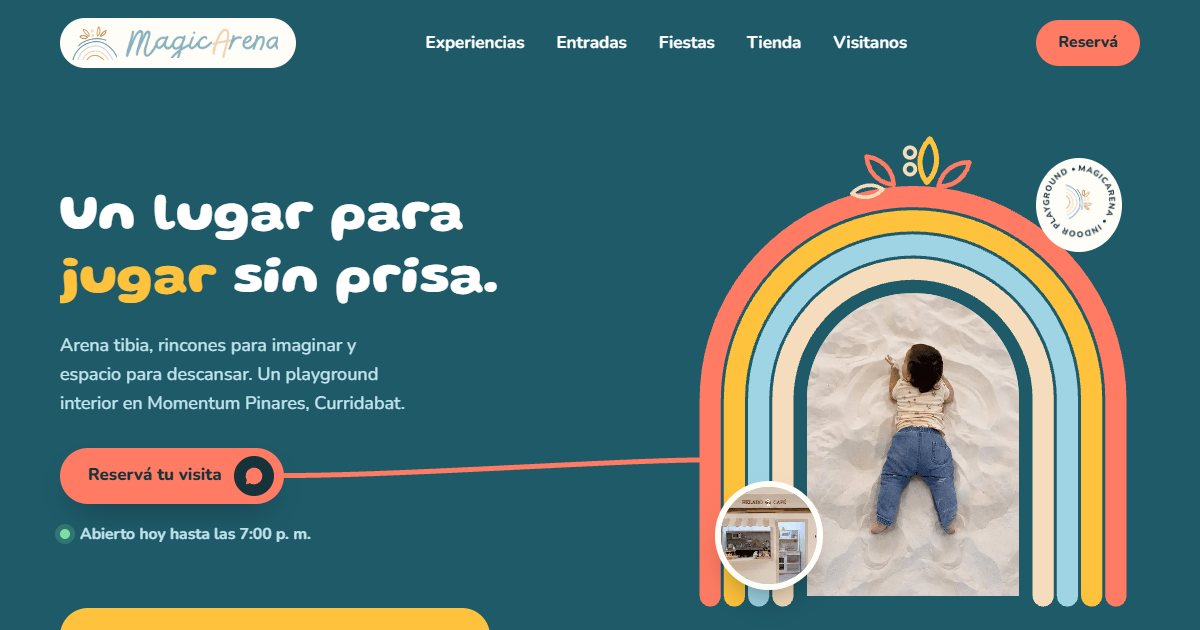 MagicArena
Experiencias
Entradas
Fiestas
Tienda
Visitanos
Reservá
Un lugar para
jugar sin prisa.
Arena tibia, rincones para imaginar y
espacio para descansar. Un playground
interior en Momentum Pinares, Curridabat.
Reservá tu visita
Abierto hoy hasta las 7:00 p. m.
• MAGICARENA • INDOOR PLAYGROUND
HELADO CAFÉ